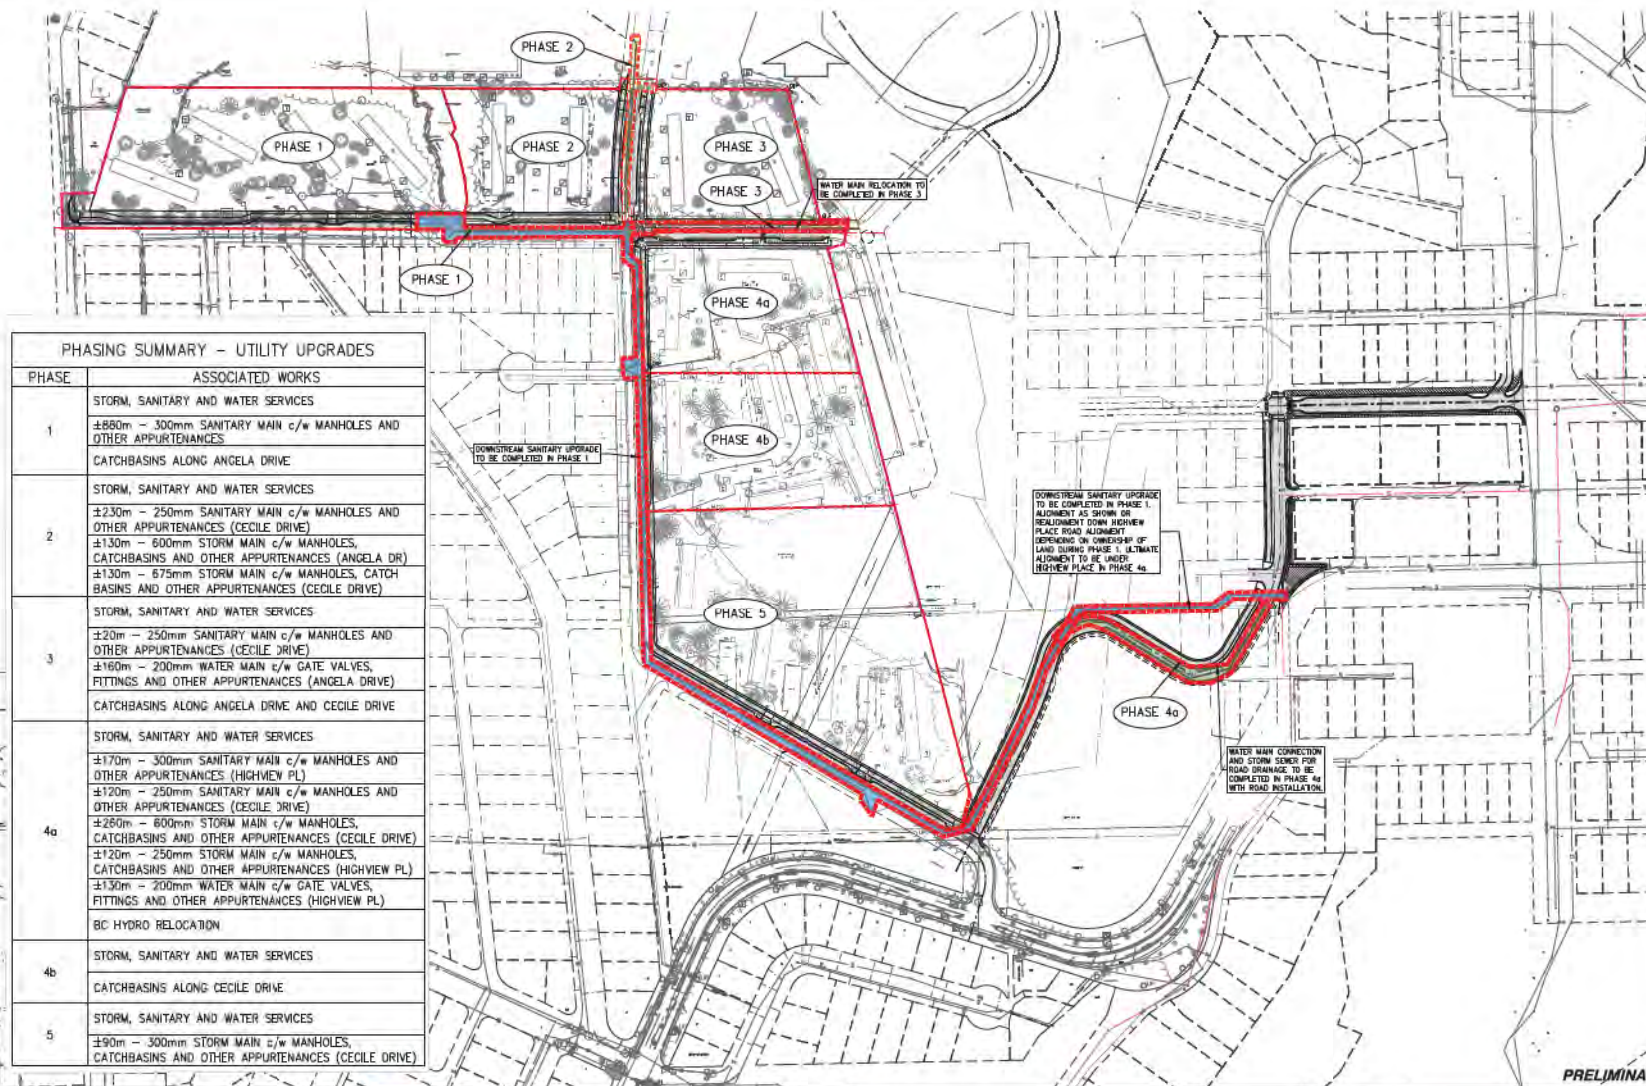 PHASE 2
PHASE 1
PHASE 2
PHASE 3
PHASE 3
WATER MAIN RELOCATION TO
BE COMPLETED IN PHASE 3
PHASE 1
PHASE 4a
PHASE 4b
DOWNSTREAM SANITARY UPGRADE
TO BE COMPLETED IN PHASE 1
PHASE 5
DOWNSTREAM SANITARY UPGRADE
TO BE COMPLETED IN PHASE 1.
ALIGNMENT AS SHOWN OR
REALIGNMENT DOWN HIGHVIEW
PLACE ROAD ALIGNMENT
DEPENDING ON OWNERSHIP OF
LAND DURING PHASE 1. ULTIMATE
ALIGNMENT TO BE UNDER
HIGHVIEW PLACE IN PHASE 4a.
PHASE 4a
WATER MAIN CONNECTION
AND STORM SEWER FOR
ROAD DRAINAGE TO BE
COMPLETED IN PHASE 4a
WITH ROAD INSTALLATION.
PHASING SUMMARY - UTILITY UPGRADES
PHASE ASSOCIATED WORKS
1
STORM, SANITARY AND WATER SERVICES
±880m - 300mm SANITARY MAIN c/w MANHOLES AND
OTHER APPURTENANCES
CATCHBASINS ALONG ANGELA DRIVE
2
STORM, SANITARY AND WATER SERVICES
±230m - 250mm SANITARY MAIN c/w MANHOLES AND
OTHER APPURTENANCES (CECILE DRIVE)
±130m - 600mm STORM MAIN c/w MANHOLES,
CATCHBASINS AND OTHER APPURTENANCES (ANGELA DR)
±130m - 675mm STORM MAIN c/w MANHOLES, CATCH
BASINS AND OTHER APPURTENANCES (CECILE DRIVE)
3
STORM, SANITARY AND WATER SERVICES
±20m - 250mm SANITARY MAIN c/w MANHOLES AND
OTHER APPURTENANCES (CECILE DRIVE)
±160m - 200mm WATER MAIN c/w GATE VALVES,
FITTINGS AND OTHER APPURTENANCES (ANGELA DRIVE)
CATCHBASINS ALONG ANGELA DRIVE AND CECILE DRIVE
4a
STORM, SANITARY AND WATER SERVICES
±170m - 300mm SANITARY MAIN c/w MANHOLES AND
OTHER APPURTENANCES (HIGHVIEW PL)
±120m - 250mm SANITARY MAIN c/w MANHOLES AND
OTHER APPURTENANCES (CECILE DRIVE)
±260m - 600mm STORM MAIN c/w MANHOLES,
CATCHBASINS AND OTHER APPURTENANCES (CECILE DRIVE)
±120m - 250mm STORM MAIN c/w MANHOLES,
CATCHBASINS AND OTHER APPURTENANCES (HIGHVIEW PL)
±130m - 200mm WATER MAIN c/w GATE VALVES,
FITTINGS AND OTHER APPURTENANCES (HIGHVIEW PL)
BC HYDRO RELOCATION
4b
STORM, SANITARY AND WATER SERVICES
CATCHBASINS ALONG CECILE DRIVE
5
STORM, SANITARY AND WATER SERVICES
±90m - 300mm STORM MAIN c/w MANHOLES,
CATCHBASINS AND OTHER APPURTENANCES (CECILE DRIVE)
PRELIMINA